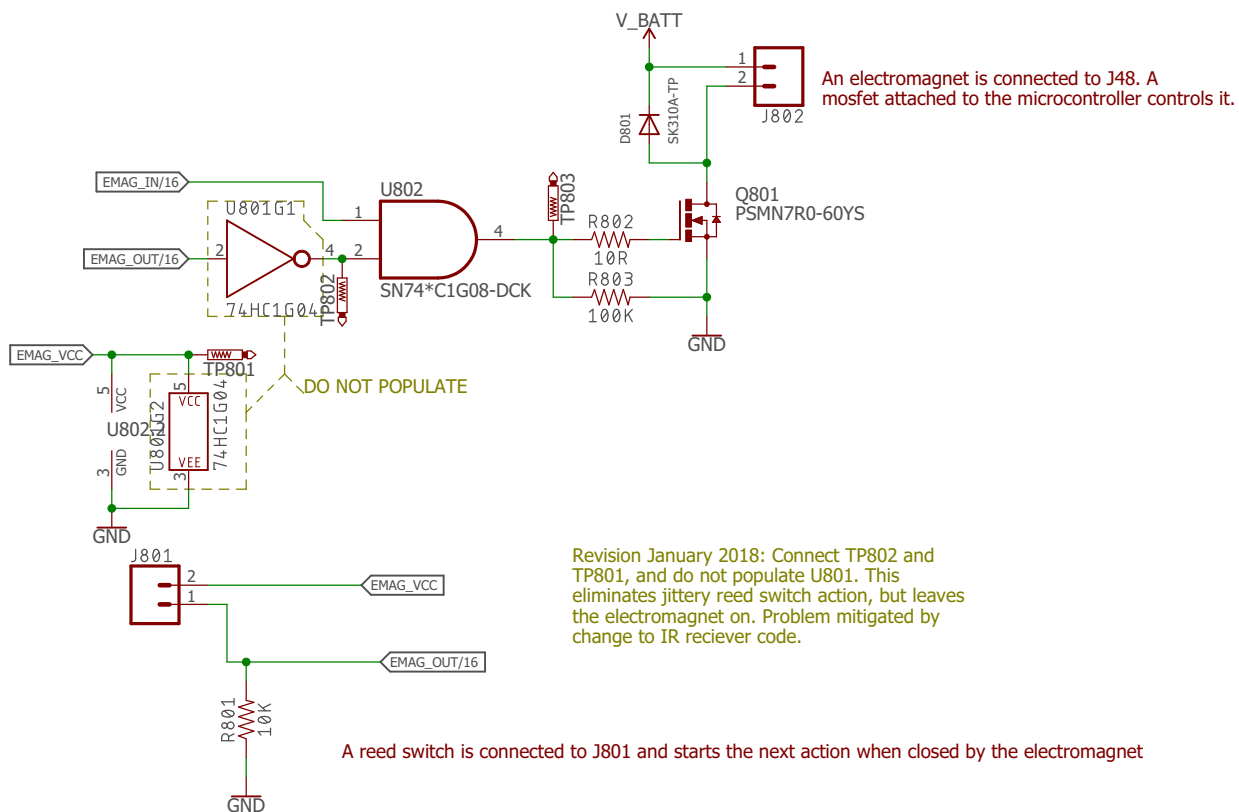 V_BATT
1
2
J802
An electromagnet is connected to J48. A
mosfet attached to the microcontroller controls it.
D801
SK310A-TP
EMAG_IN/16
U801G1
U802
1
2
4
SN74*C1G08-DCK
TP803
R802
10R
R803
100K
Q801
PSMN7R0-60YS
GND
EMAG_OUT/16
2
4
74HC1G04
TP802
EMAG_VCC
TP801
DO NOT POPULATE
5
VCC
U802
GND
3
5
VCC
U801G2
74HC1G04
VEE
3
GND
J801
2
1
EMAG_VCC
EMAG_OUT/16
R801
10K
GND
Revision January 2018: Connect TP802 and
TP801, and do not populate U801. This
eliminates jittery reed switch action, but leaves
the electromagnet on. Problem mitigated by
change to IR reciever code.
A reed switch is connected to J801 and starts the next action when closed by the electromagnet